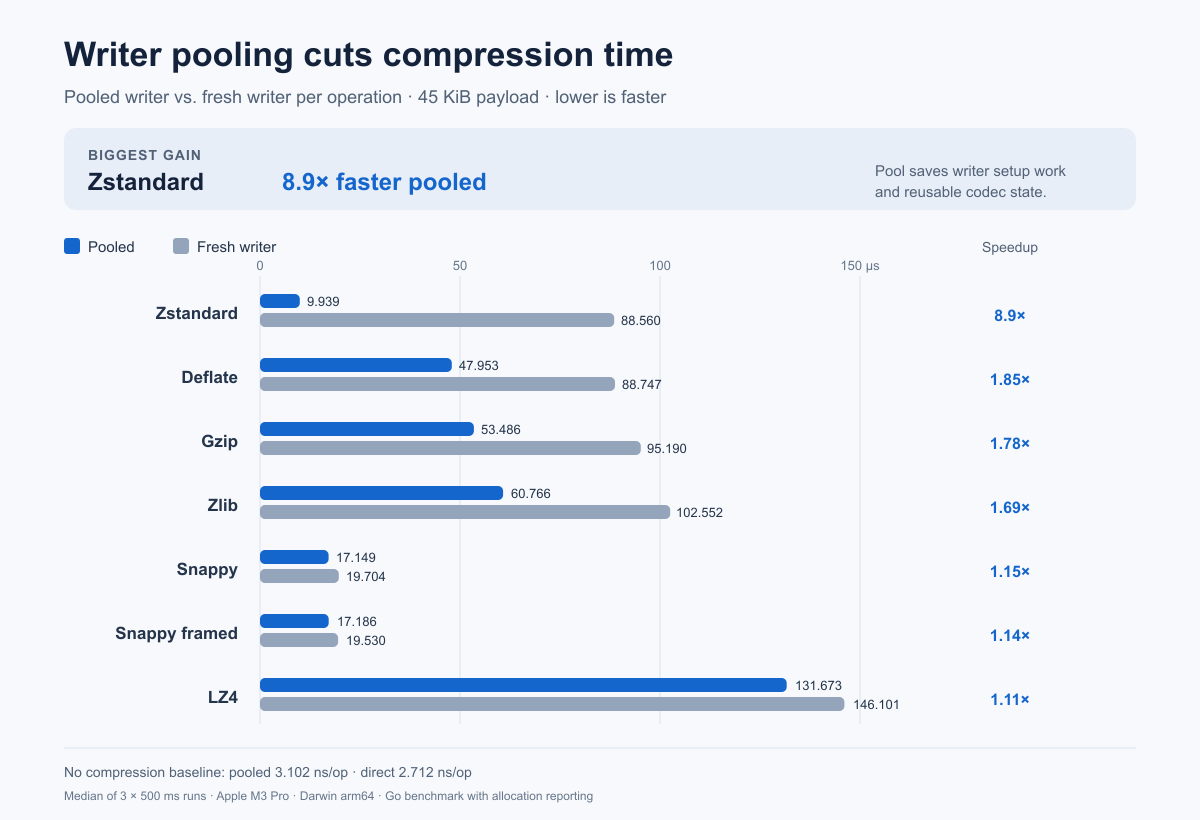 Writer pooling cuts compression time
Pooled writer vs. fresh writer per operation · 45 KiB payload · lower is faster
BIGGEST GAIN
Zstandard 8.9× faster pooled
Pool saves writer setup work
and reusable codec state.
Pooled Fresh writer Speedup
0 50 100 150 µs
Zstandard 9.939 88.560 8.9×
Deflate 47.953 88.747 1.85×
Gzip 53.486 95.190 1.78×
Zlib 60.766 102.552 1.69×
Snappy 17.149 19.704 1.15×
Snappy framed 17.186 19.530 1.14×
LZ4 131.673 146.101 1.11×
No compression baseline: pooled 3.102 ns/op · direct 2.712 ns/op
Median of 3 × 500 ms runs · Apple M3 Pro · Darwin arm64 · Go benchmark with allocation reporting